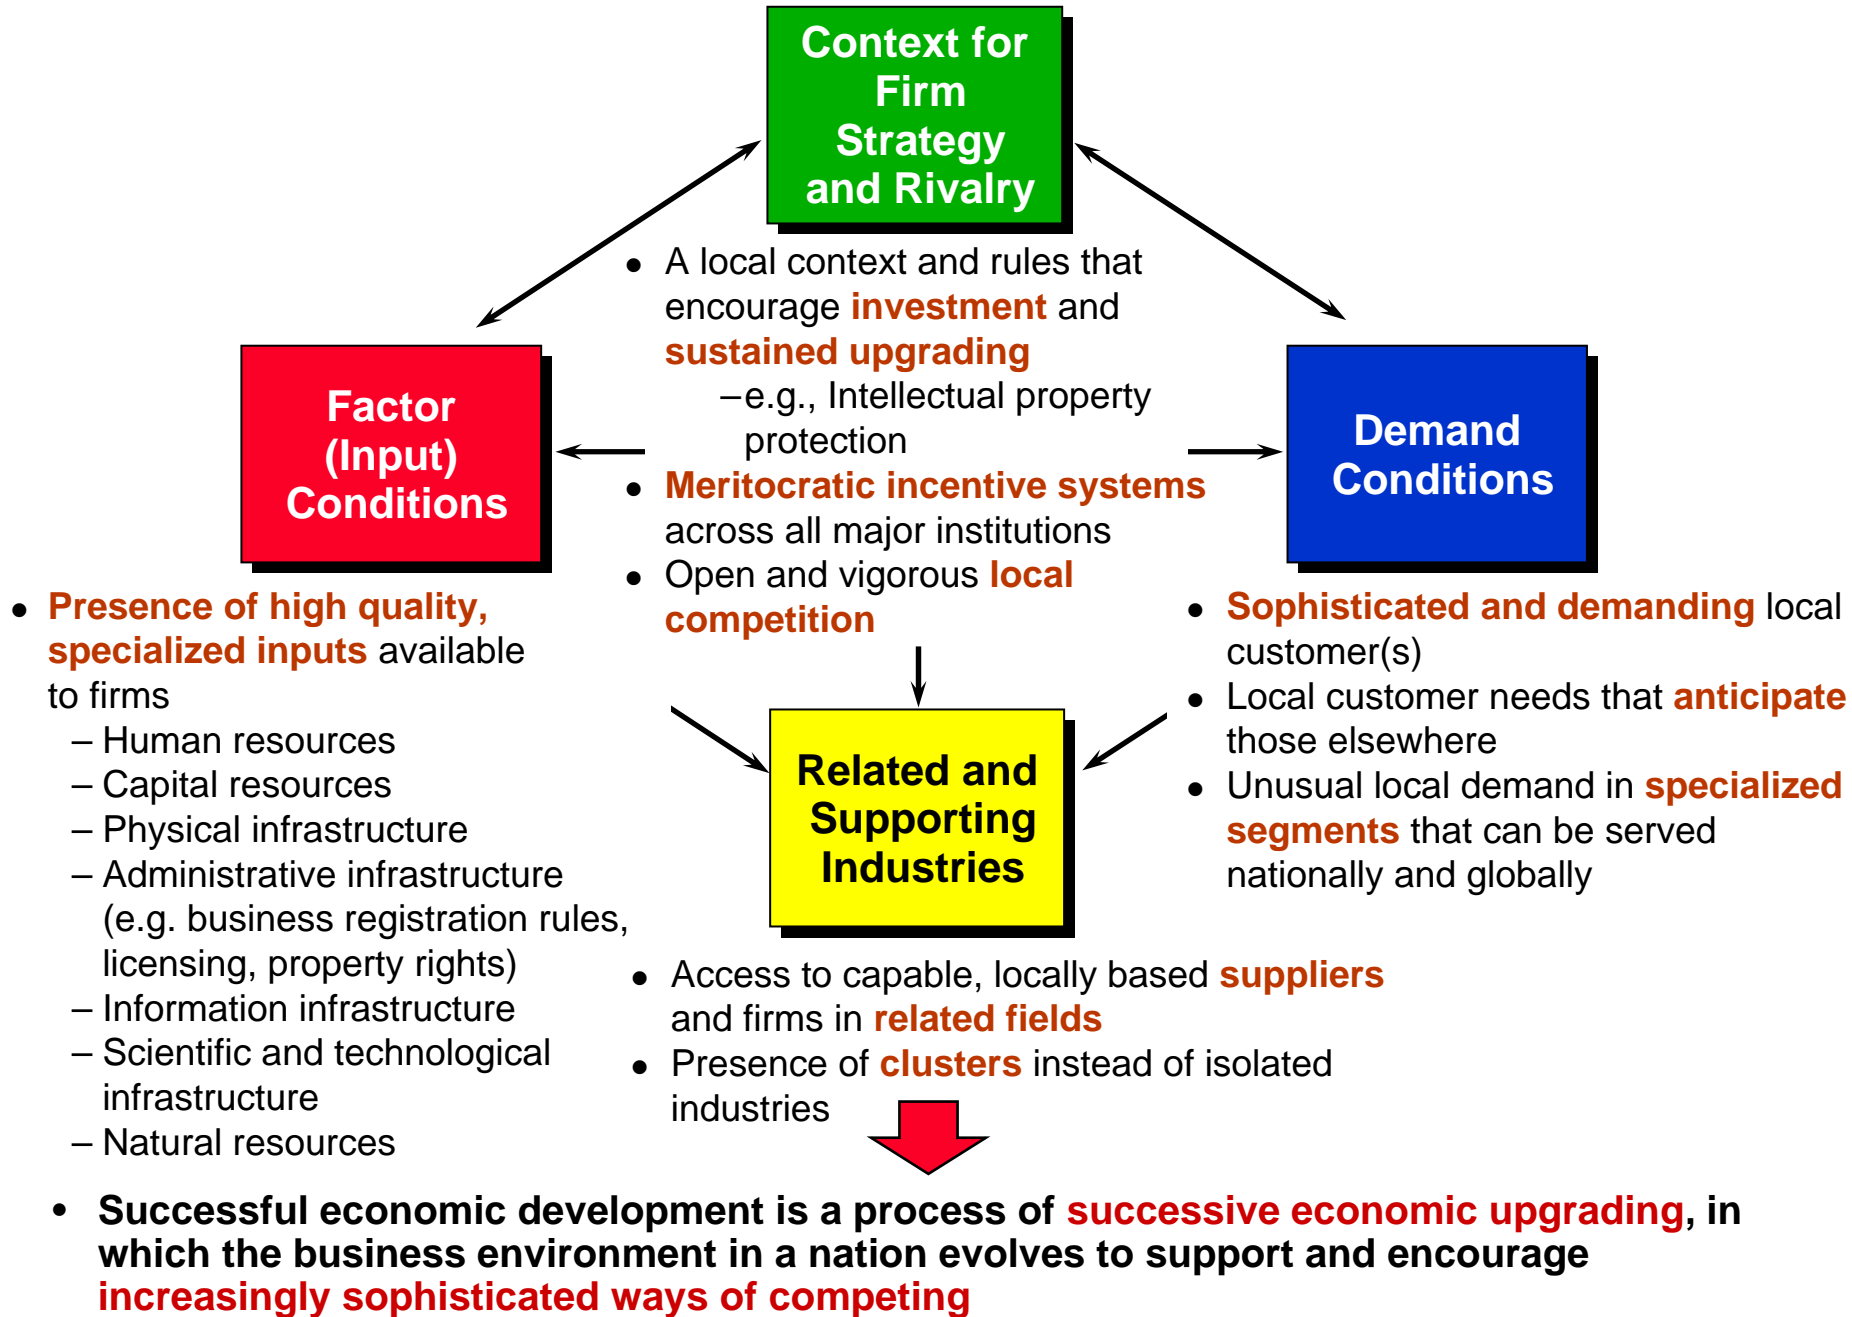 Context for
Firm
Strategy
and Rivalry
● A local context and rules that
encourage investment and
sustained upgrading
–e.g., Intellectual property
protection
● Meritocratic incentive systems
across all major institutions
● Open and vigorous local
competition
Factor
(Input)
Conditions
Demand
Conditions
● Presence of high quality,
specialized inputs available
to firms
– Human resources
– Capital resources
– Physical infrastructure
– Administrative infrastructure
(e.g. business registration rules,
licensing, property rights)
– Information infrastructure
– Scientific and technological
infrastructure
– Natural resources
● Sophisticated and demanding local
customer(s)
● Local customer needs that anticipate
those elsewhere
● Unusual local demand in specialized
segments that can be served
nationally and globally
Related and
Supporting
Industries
● Access to capable, locally based suppliers
and firms in related fields
● Presence of clusters instead of isolated
industries
• Successful economic development is a process of successive economic upgrading, in
which the business environment in a nation evolves to support and encourage
increasingly sophisticated ways of competing